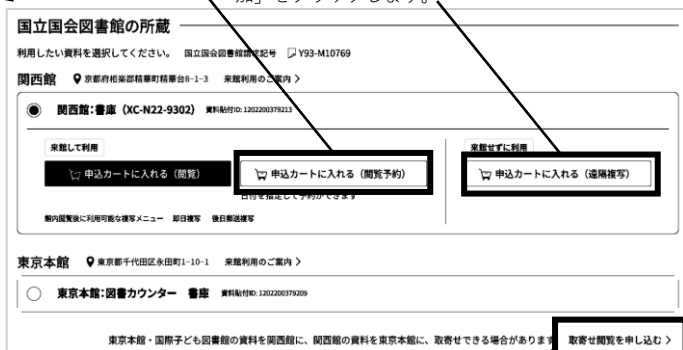 加」をクリックします。
国立国会図書館の所蔵
利用したい資料を選択してください。 国立国会図書館請求記号 Y93-M10769
関西館 京都府相楽郡精華町精華台8-1-3 来館利用のご案内 >
関西館:書庫（XC-N22-9302） 資料貼付ID: 1202200379213
来館して利用 来館せずに利用
申込カートに入れる（閲覧） 申込カートに入れる（閲覧予約） 申込カートに入れる（遠隔複写）
日付を指定して予約ができます
館内閲覧後に利用可能な複写メニュー 即日複写 後日郵送複写
東京本館 東京都千代田区永田町1-10-1 来館利用のご案内 >
東京本館:図書カウンター 書庫 資料貼付ID: 1202200379209
東京本館・国際子ども図書館の資料を関西館に、関西館の資料を東京本館に、取寄せできる場合があります 取寄せ閲覧を申し込む >